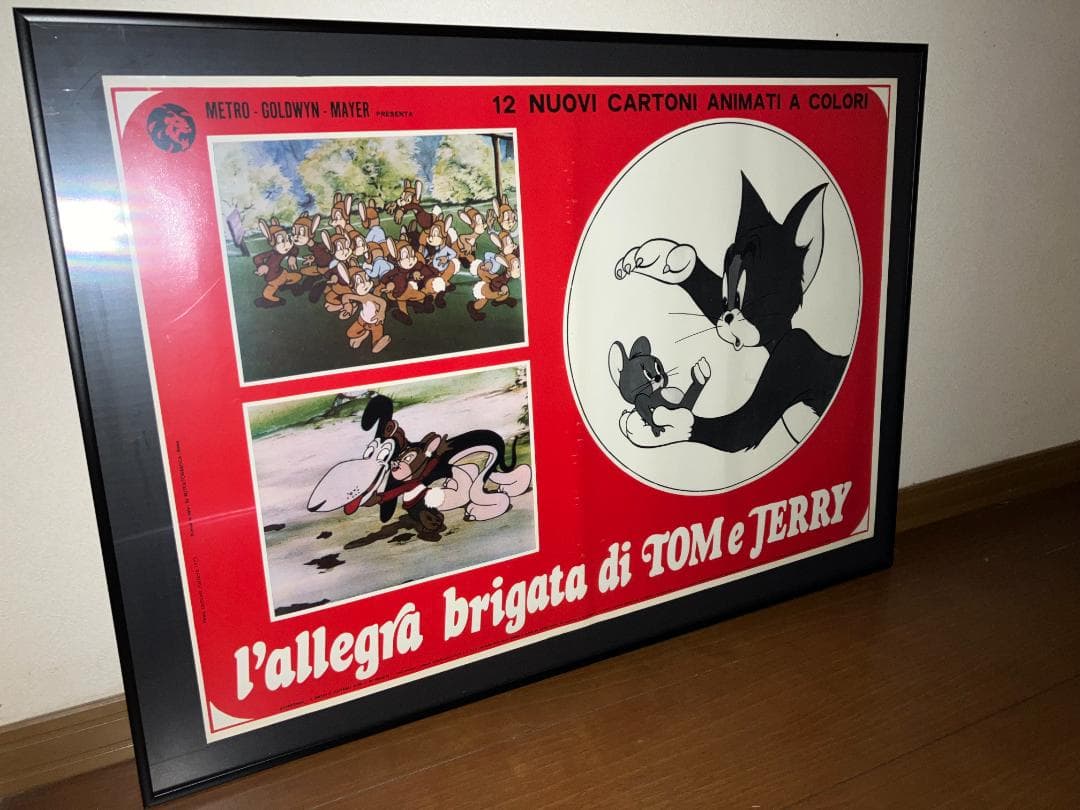 METRO - GOLDWYN - MAYER PRESENTA
12 NUOVI CARTONI ANIMATI A COLORI
l'allegra brigata di TOM e JERRY